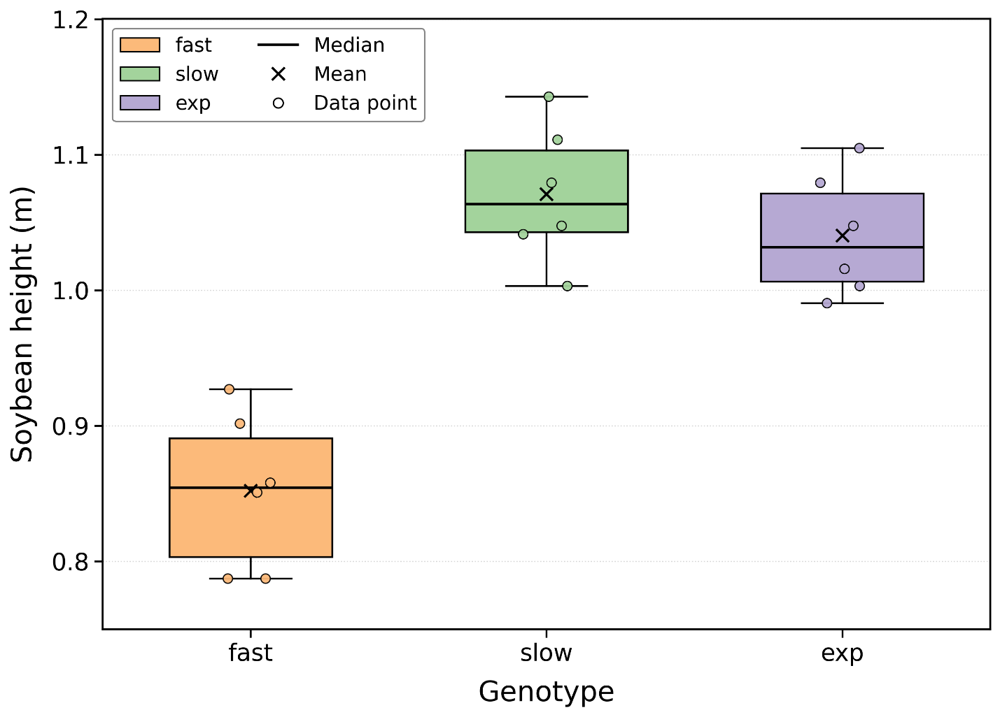 1.2
1.1
1.0
0.9
0.8
Soybean height (m)
fast
slow
exp
Median
Mean
Data point
fast
slow
exp
Genotype